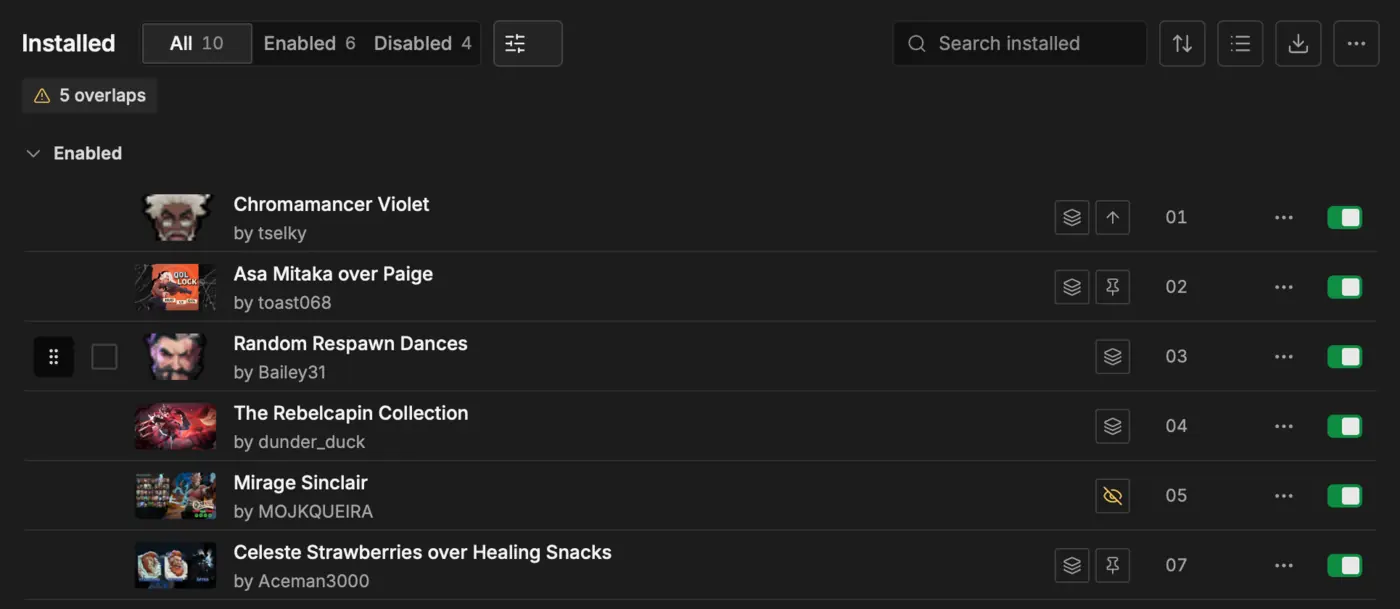 Installed All 10 Enabled 6 Disabled 4 Search installed
5 overlaps
Enabled
Chromamancer Violet
by tselky
01
Asa Mitaka over Paige
by toast068
02
Random Respawn Dances
by Bailey31
03
The Rebelcapin Collection
by dunder_duck
04
Mirage Sinclair
by MOJKQUEIRA
05
Celeste Strawberries over Healing Snacks
by Aceman3000
07